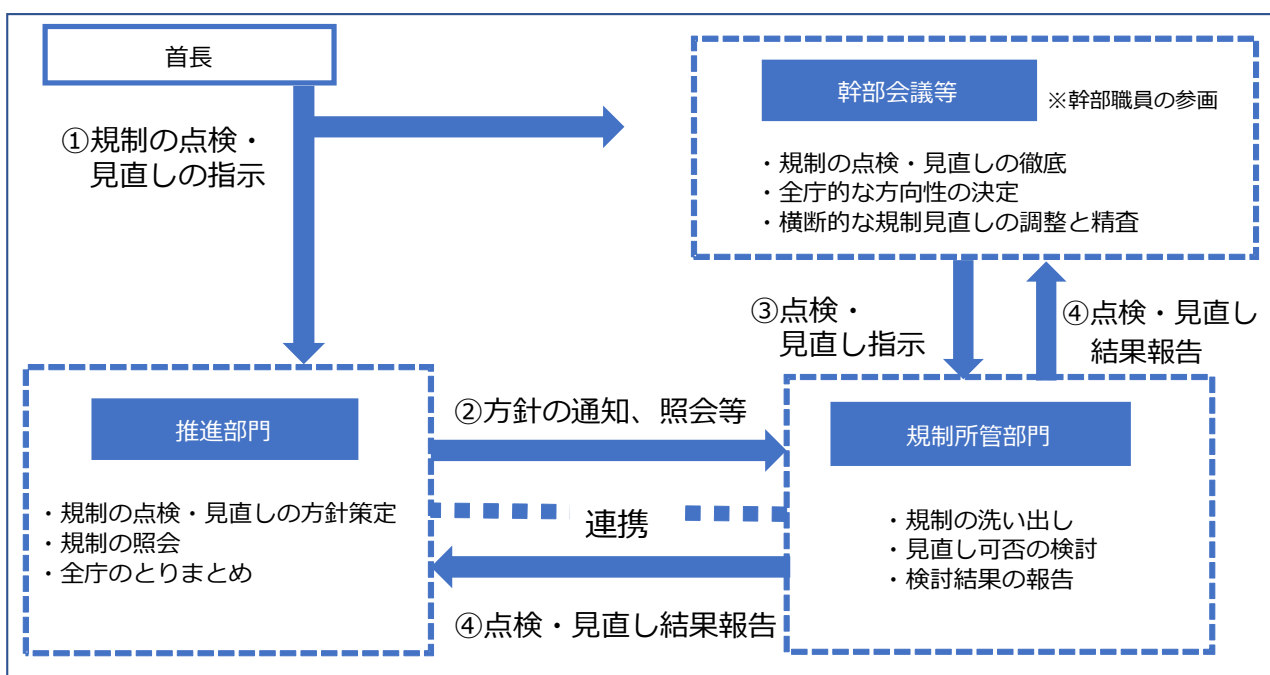 首長
①規制の点検・
見直しの指示
幹部会議等
※幹部職員の参画
・規制の点検・見直しの徹底
・全庁的な方向性の決定
・横断的な規制見直しの調整と精査
③点検・
見直し指示
④点検・見直し
結果報告
推進部門
・規制の点検・見直しの方針策定
・規制の照会
・全庁のとりまとめ
②方針の通知、照会等
連携
④点検・見直し結果報告
規制所管部門
・規制の洗い出し
・見直し可否の検討
・検討結果の報告